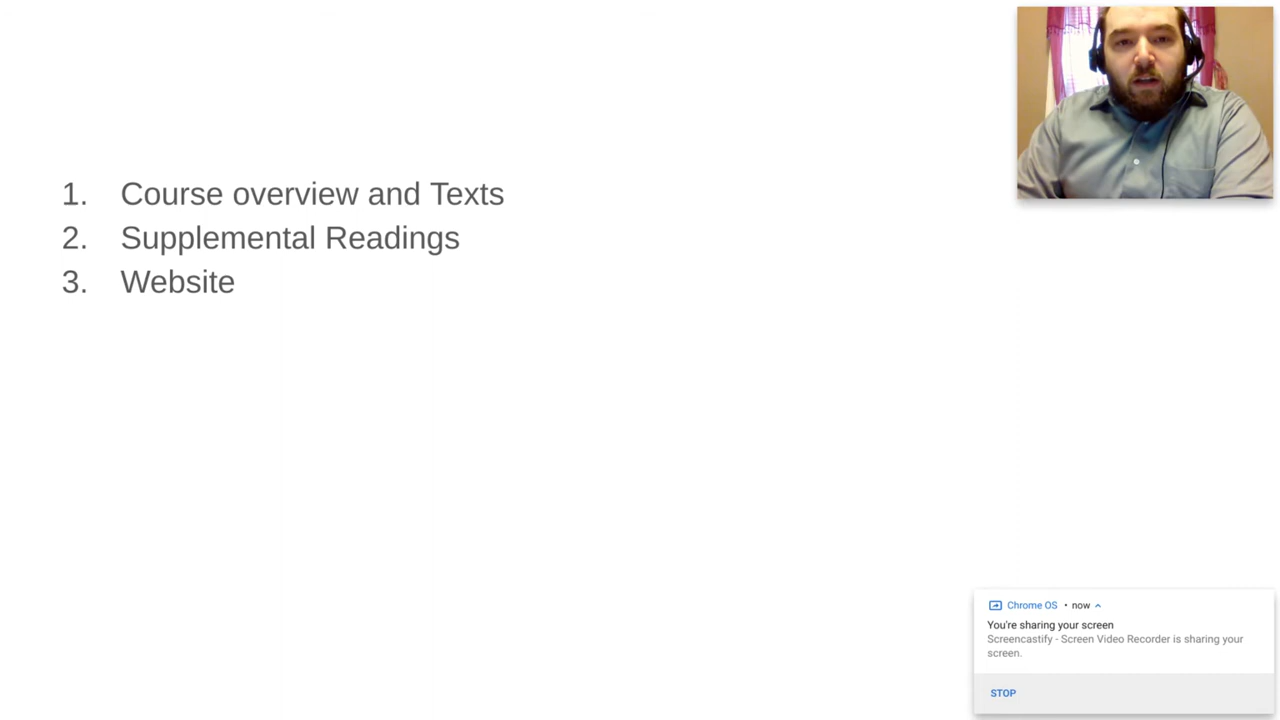 1. Course overview and Texts
2. Supplemental Readings
3. Website
Chrome OS • now
You're sharing your screen
Screencastify - Screen Video Recorder is sharing your
screen.
STOP